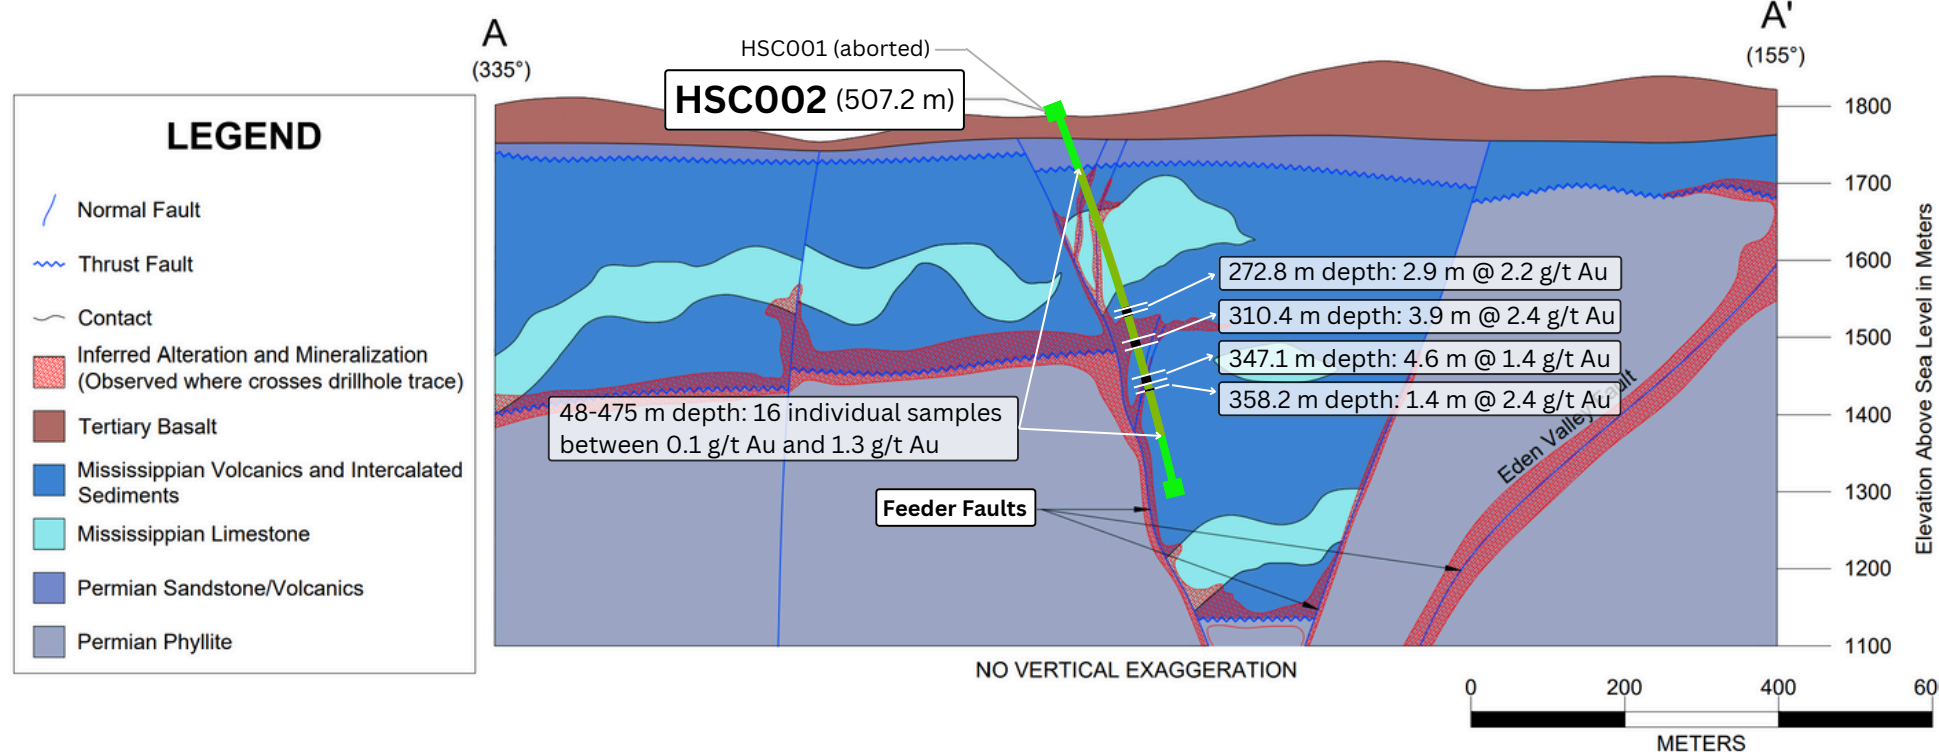 A
(335°)
HSC001 (aborted)
HSC002 (507.2 m)
A'
(155°)
LEGEND
Normal Fault
Thrust Fault
Contact
Inferred Alteration and Mineralization
(Observed where crosses drillhole trace)
Tertiary Basalt
Mississippian Volcanics and Intercalated
Sediments
Mississippian Limestone
Permian Sandstone/Volcanics
Permian Phyllite
272.8 m depth: 2.9 m @ 2.2 g/t Au
310.4 m depth: 3.9 m @ 2.4 g/t Au
347.1 m depth: 4.6 m @ 1.4 g/t Au
358.2 m depth: 1.4 m @ 2.4 g/t Au
48-475 m depth: 16 individual samples
between 0.1 g/t Au and 1.3 g/t Au
Feeder Faults
Eden Valley Fault
1800
1700
1600
1500
1400
1300
1200
1100
Elevation Above Sea Level in Meters
NO VERTICAL EXAGGERATION
0 200 400 60
METERS